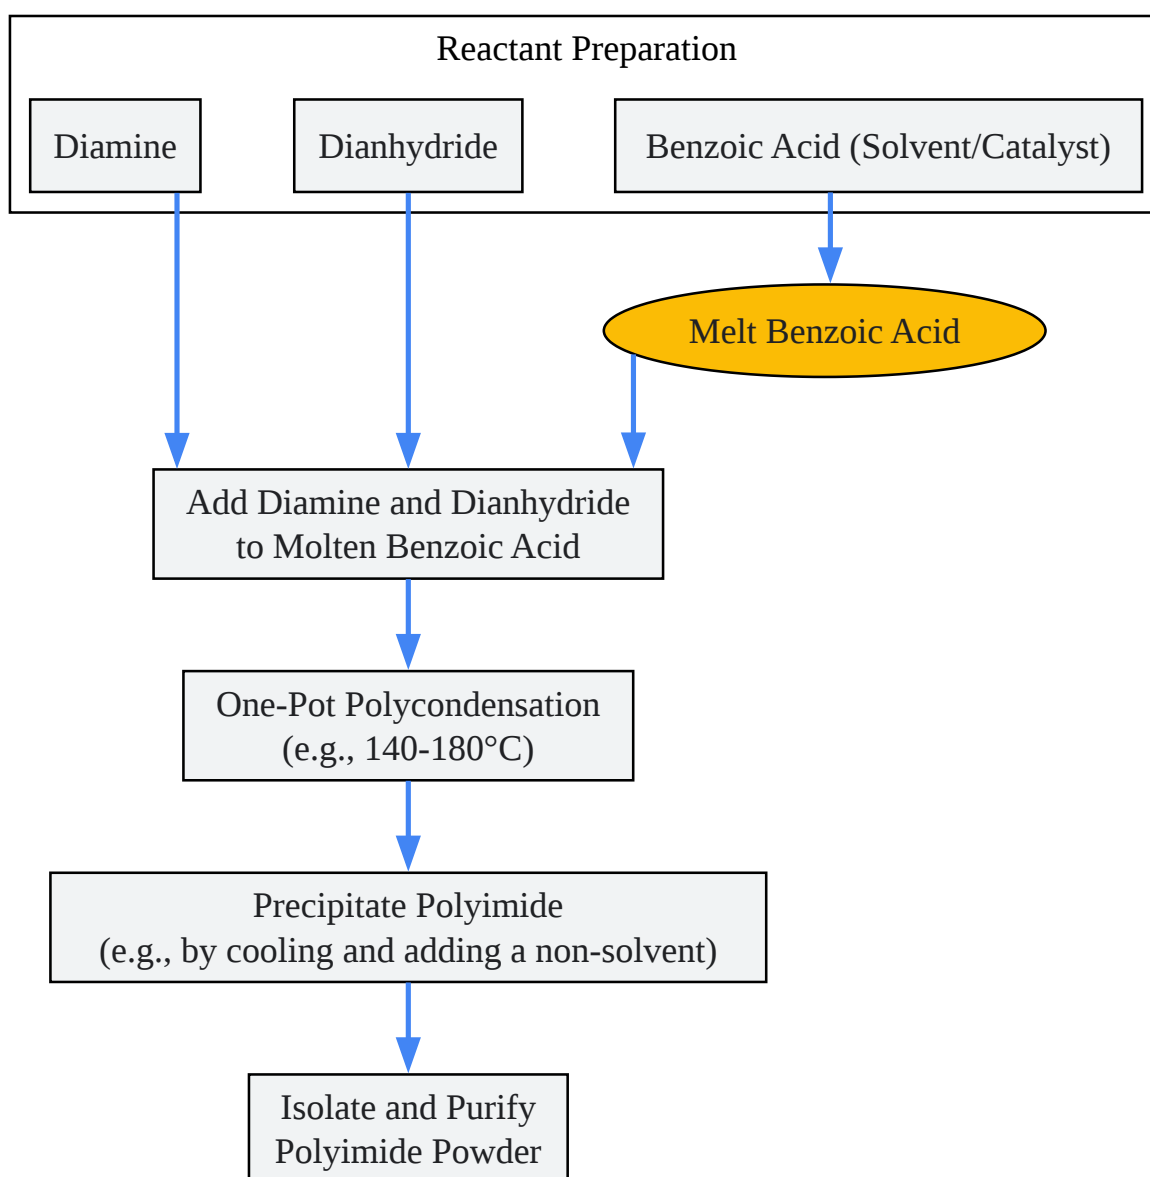 Reactant Preparation
Diamine
Dianhydride
Benzoic Acid (Solvent/Catalyst)
Melt Benzoic Acid
Add Diamine and Dianhydride
to Molten Benzoic Acid
One-Pot Polycondensation
(e.g., 140-180°C)
Precipitate Polyimide
(e.g., by cooling and adding a non-solvent)
Isolate and Purify
Polyimide Powder